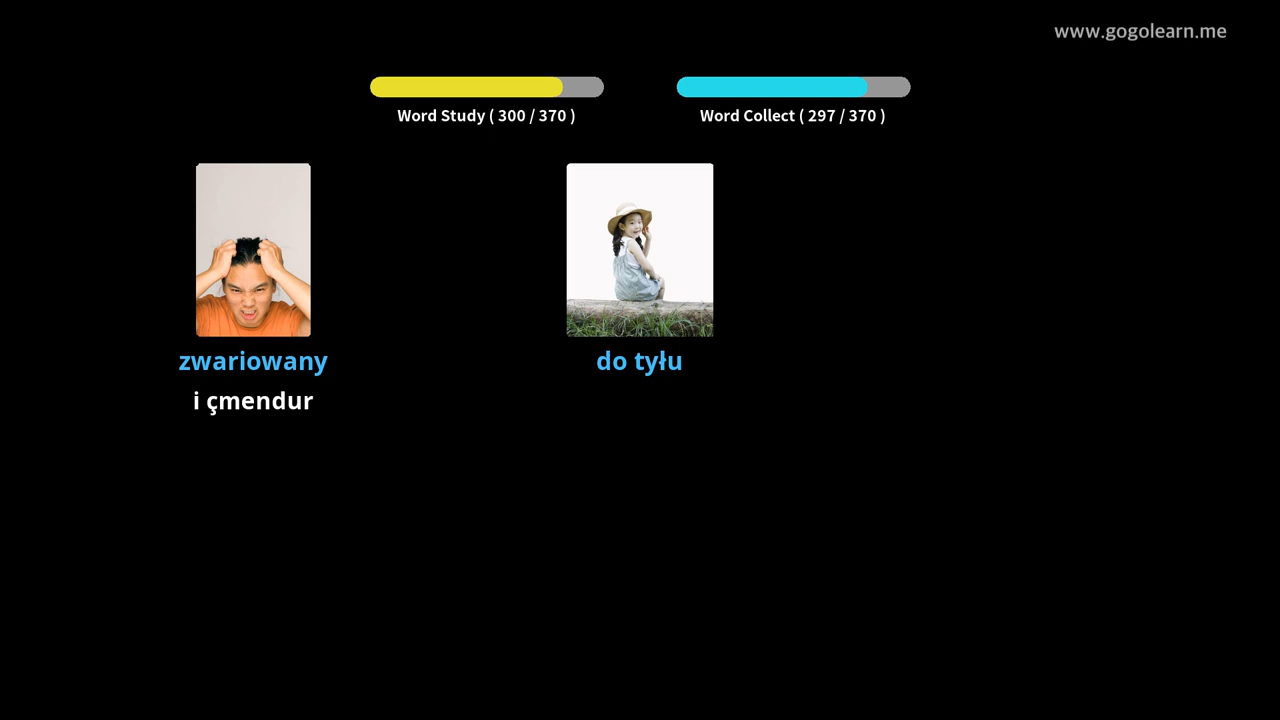 www.gogolearn.me
Word Study ( 300 / 370 )
Word Collect ( 297 / 370 )
zwariowany
i çmendur
do tyłu